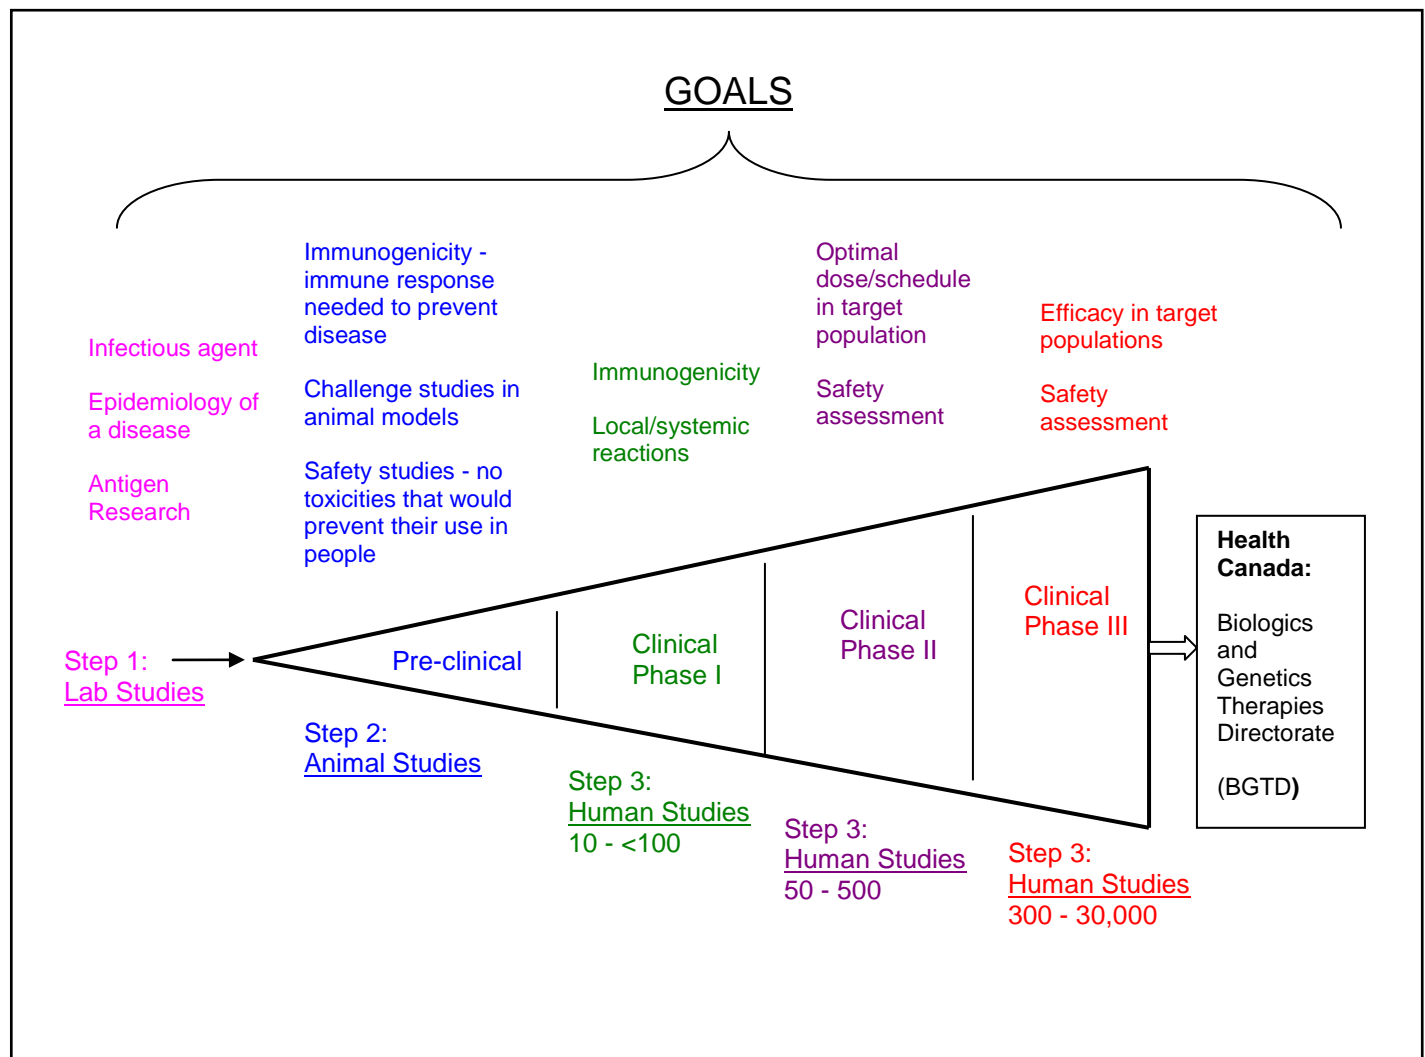 GOALS
Infectious agent
Epidemiology of
a disease
Antigen
Research
Immunogenicity -
immune response
needed to prevent
disease
Challenge studies in
animal models
Safety studies - no
toxicities that would
prevent their use in
people
Immunogenicity
Local/systemic
reactions
Optimal
dose/schedule
in target
population
Safety
assessment
Efficacy in target
populations
Safety
assessment
Step 1:
Lab Studies
Pre-clinical
Clinical
Phase I
Clinical
Phase II
Clinical
Phase III
Step 2:
Animal Studies
Step 3:
Human Studies
10 - <100
Step 3:
Human Studies
50 - 500
Step 3:
Human Studies
300 - 30,000
Health
Canada:
Biologics
and
Genetics
Therapies
Directorate
(BGTD)